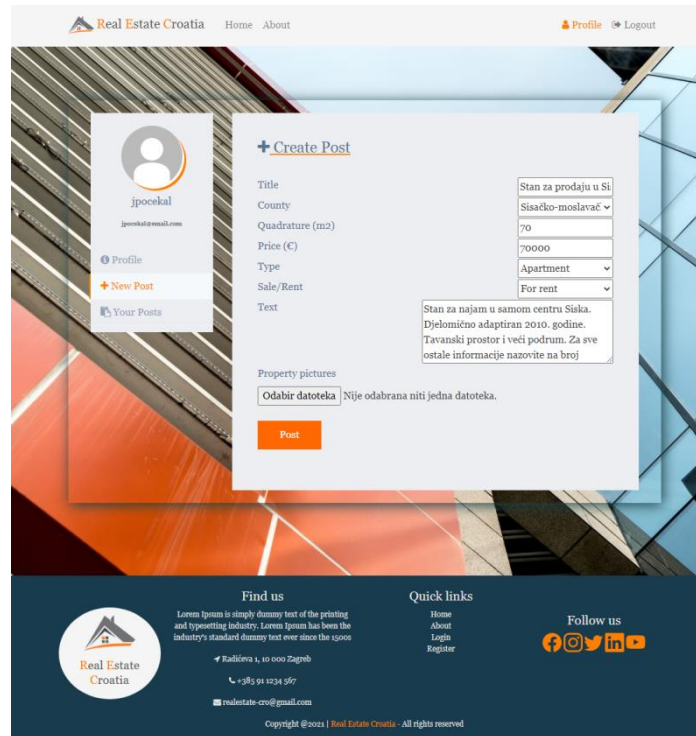 Real Estate Croatia Home About Profile Logout
Create Post
jpocekal
jpocekal@email.com
Profile
New Post
Your Posts
Title Stan za prodaju u Si
County Sisačko-moslavač
Quadrature (m2) 70
Price (€) 70000
Type Apartment
Sale/Rent For rent
Text Stan za najam u samom centru Siska.
Djelomično adaptiran 2010. godine.
Tavanski prostor i veći podrum. Za sve
ostale informacije nazovite na broj
Property pictures
Odabir datoteka Nije odabrana niti jedna datoteka.
Post
Real Estate
Croatia
Find us
Lorem Ipsum is simply dummy text of the printing
and typesetting industry. Lorem Ipsum has been the
industry's standard dummy text ever since the 1500s
Radićeva 1, 10 000 Zagreb
+385 91 1234 567
realestate-cro@gmail.com
Quick links
Home
About
Login
Register
Follow us
Copyright @2021 | Real Estate Croatia - All rights reserved